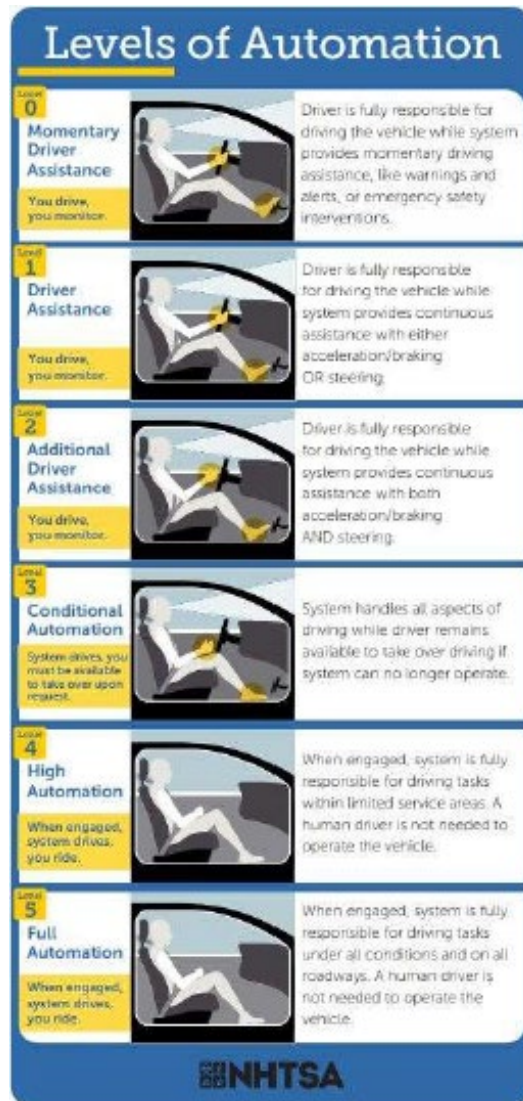 Levels of Automation
Level
0
Momentary
Driver
Assistance
You drive,
you monitor.
Driver is fully responsible for
driving the vehicle while system
provides momentary driving
assistance, like warnings and
alerts, or emergency safety
interventions.
Level
1
Driver
Assistance
You drive,
you monitor.
Driver is fully responsible
for driving the vehicle while
system provides continuous
assistance with either
acceleration/braking
OR steering.
Level
2
Additional
Driver
Assistance
You drive,
you monitor.
Driver is fully responsible
for driving the vehicle while
system provides continuous
assistance with both
acceleration/braking
AND steering.
Level
3
Conditional
Automation
System drives, you
must be available
to take over upon
request.
System handles all aspects of
driving while driver remains
available to take over driving if
system can no longer operate.
Level
4
High
Automation
When engaged,
system drives,
you ride.
When engaged, system is fully
responsible for driving tasks
within limited service areas. A
human driver is not needed to
operate the vehicle.
Level
5
Full
Automation
When engaged,
system drives,
you ride.
When engaged, system is fully
responsible for driving tasks
under all conditions and on all
roadways. A human driver is
not needed to operate the
vehicle.
NHTSA